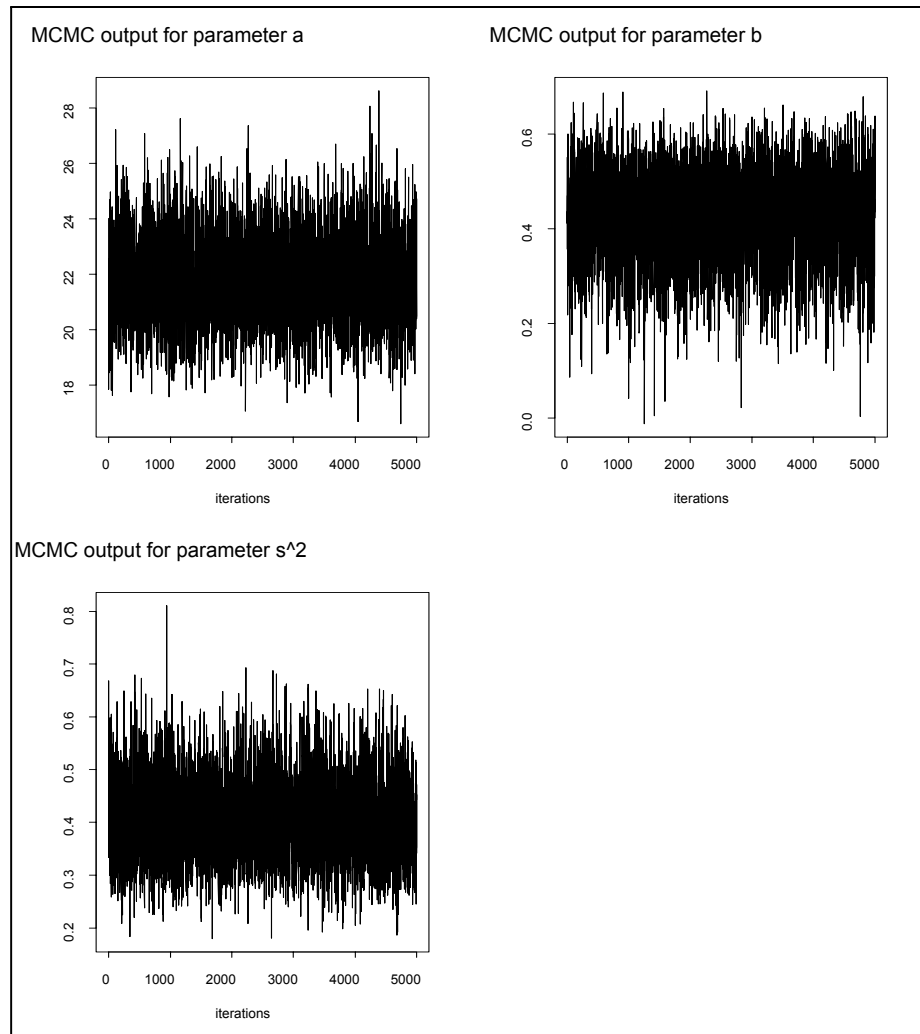 MCMC output for parameter a
28
26
24
22
20
18
0 1000 2000 3000 4000 5000
iterations
MCMC output for parameter b
0.6
0.4
0.2
0.0
0 1000 2000 3000 4000 5000
iterations
MCMC output for parameter s^2
0.8
0.7
0.6
0.5
0.4
0.3
0.2
0 1000 2000 3000 4000 5000
iterations